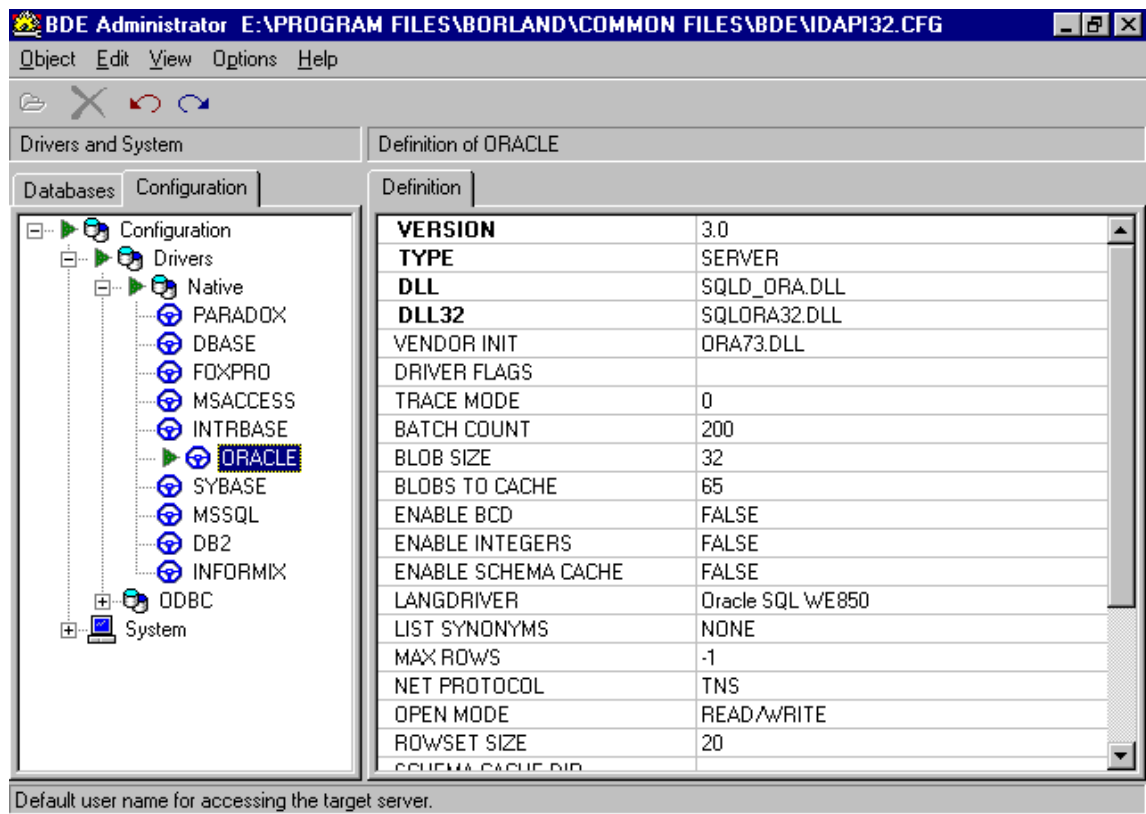 BDE Administrator E:\PROGRAM FILES\BORLAND\COMMON FILES\BDE\IDAPI32.CFG
Object Edit View Options Help
Drivers and System
Definition of ORACLE
Databases Configuration
Definition
Configuration
Drivers
Native
PARADOX
DBASE
FOXPRO
MSACCESS
INTRBASE
ORACLE
SYBASE
MSSQL
DB2
INFORMIX
ODBC
System
VERSION 3.0
TYPE SERVER
DLL SQLD_ORA.DLL
DLL32 SQLORA32.DLL
VENDOR INIT ORA73.DLL
DRIVER FLAGS
TRACE MODE 0
BATCH COUNT 200
BLOB SIZE 32
BLOBS TO CACHE 65
ENABLE BCD FALSE
ENABLE INTEGERS FALSE
ENABLE SCHEMA CACHE FALSE
LANGDRIVER Oracle SQL WE850
LIST SYNONYMS NONE
MAX ROWS -1
NET PROTOCOL TNS
OPEN MODE READ/WRITE
ROWSET SIZE 20
SCHEMA CACHE DIR
Default user name for accessing the target server.